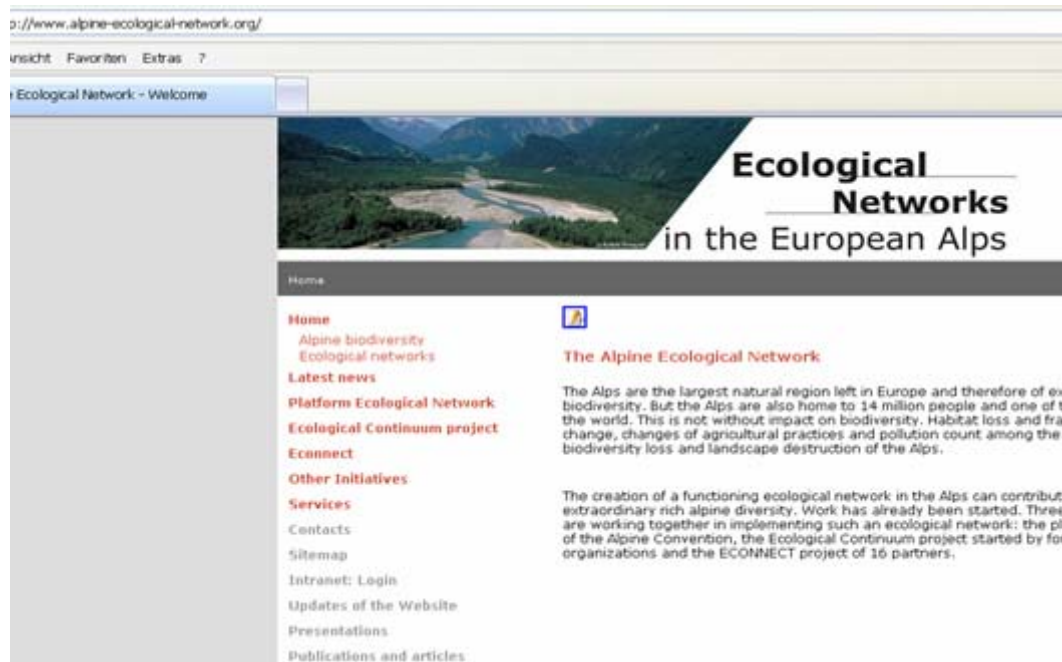 p://www.alpine-ecological-network.org/
Ansicht Favoriten Extras ?
Ecological Network - Welcome
Ecological
Networks
in the European Alps
Home
Home
Alpine biodiversity
Ecological networks
Latest news
Platform Ecological Network
Ecological Continuum project
Econnect
Other Initiatives
Services
Contacts
Sitemap
Intranet: Login
Updates of the Website
Presentations
Publications and articles
The Alpine Ecological Network
The Alps are the largest natural region left in Europe and therefore of ex
biodiversity. But the Alps are also home to 14 million people and one of
the world. This is not without impact on biodiversity. Habitat loss and fra
change, changes of agricultural practices and pollution count among the
biodiversity loss and landscape destruction of the Alps.
The creation of a functioning ecological network in the Alps can contribut
extraordinary rich alpine diversity. Work has already been started. Three
are working together in implementing such an ecological network: the pl
of the Alpine Convention, the Ecological Continuum project started by fo
organizations and the ECONNECT project of 16 partners.